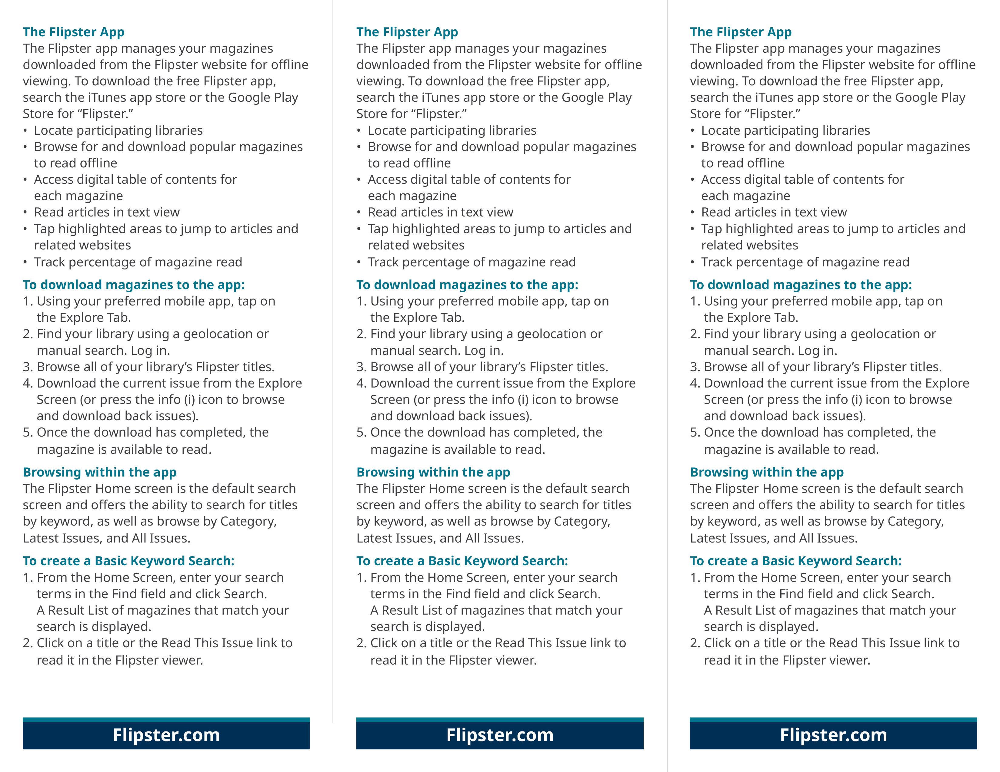 The Flipster App
The Flipster app manages your magazines
downloaded from the Flipster website for offline
viewing. To download the free Flipster app,
search the iTunes app store or the Google Play
Store for “Flipster.”
• Locate participating libraries
• Browse for and download popular magazines
to read offline
• Access digital table of contents for
each magazine
• Read articles in text view
• Tap highlighted areas to jump to articles and
related websites
• Track percentage of magazine read
To download magazines to the app:
1. Using your preferred mobile app, tap on
the Explore Tab.
2. Find your library using a geolocation or
manual search. Log in.
3. Browse all of your library’s Flipster titles.
4. Download the current issue from the Explore
Screen (or press the info (i) icon to browse
and download back issues).
5. Once the download has completed, the
magazine is available to read.
Browsing within the app
The Flipster Home screen is the default search
screen and offers the ability to search for titles
by keyword, as well as browse by Category,
Latest Issues, and All Issues.
To create a Basic Keyword Search:
1. From the Home Screen, enter your search
terms in the Find field and click Search.
A Result List of magazines that match your
search is displayed.
2. Click on a title or the Read This Issue link to
read it in the Flipster viewer.
Flipster.com
The Flipster App
The Flipster app manages your magazines
downloaded from the Flipster website for offline
viewing. To download the free Flipster app,
search the iTunes app store or the Google Play
Store for “Flipster.”
• Locate participating libraries
• Browse for and download popular magazines
to read offline
• Access digital table of contents for
each magazine
• Read articles in text view
• Tap highlighted areas to jump to articles and
related websites
• Track percentage of magazine read
To download magazines to the app:
1. Using your preferred mobile app, tap on
the Explore Tab.
2. Find your library using a geolocation or
manual search. Log in.
3. Browse all of your library’s Flipster titles.
4. Download the current issue from the Explore
Screen (or press the info (i) icon to browse
and download back issues).
5. Once the download has completed, the
magazine is available to read.
Browsing within the app
The Flipster Home screen is the default search
screen and offers the ability to search for titles
by keyword, as well as browse by Category,
Latest Issues, and All Issues.
To create a Basic Keyword Search:
1. From the Home Screen, enter your search
terms in the Find field and click Search.
A Result List of magazines that match your
search is displayed.
2. Click on a title or the Read This Issue link to
read it in the Flipster viewer.
Flipster.com
The Flipster App
The Flipster app manages your magazines
downloaded from the Flipster website for offline
viewing. To download the free Flipster app,
search the iTunes app store or the Google Play
Store for “Flipster.”
• Locate participating libraries
• Browse for and download popular magazines
to read offline
• Access digital table of contents for
each magazine
• Read articles in text view
• Tap highlighted areas to jump to articles and
related websites
• Track percentage of magazine read
To download magazines to the app:
1. Using your preferred mobile app, tap on
the Explore Tab.
2. Find your library using a geolocation or
manual search. Log in.
3. Browse all of your library’s Flipster titles.
4. Download the current issue from the Explore
Screen (or press the info (i) icon to browse
and download back issues).
5. Once the download has completed, the
magazine is available to read.
Browsing within the app
The Flipster Home screen is the default search
screen and offers the ability to search for titles
by keyword, as well as browse by Category,
Latest Issues, and All Issues.
To create a Basic Keyword Search:
1. From the Home Screen, enter your search
terms in the Find field and click Search.
A Result List of magazines that match your
search is displayed.
2. Click on a title or the Read This Issue link to
read it in the Flipster viewer.
Flipster.com